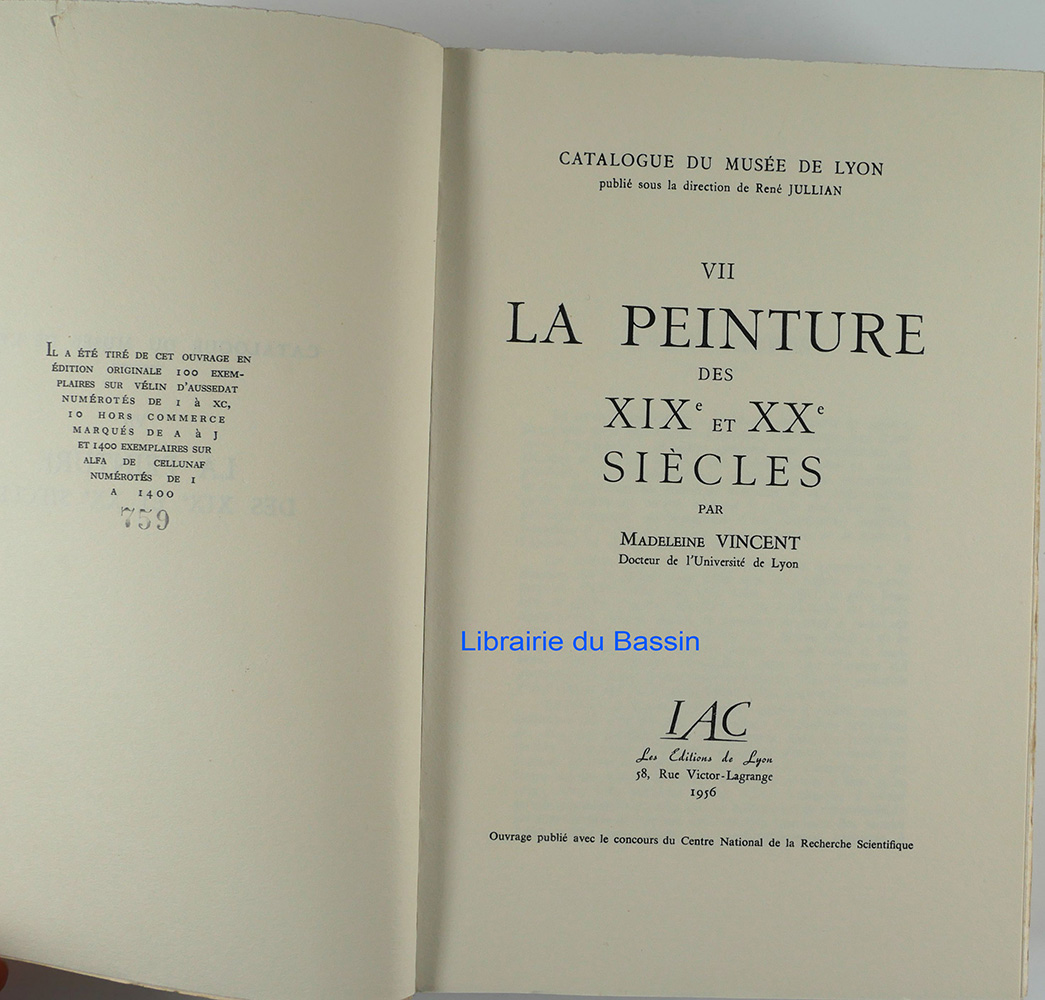 IL A ÉTÉ TIRÉ DE CET OUVRAGE EN
ÉDITION ORIGINALE 100 EXEM-
PLAIRES SUR VÉLIN D'AUSSEDAT
NUMÉROTÉS DE I à XC,
10 HORS COMMERCE
MARQUÉS DE A à J
ET 1400 EXEMPLAIRES SUR
ALFA DE CELLUNAF
NUMÉROTÉS DE 1
A 1400
759
CATALOGUE DU MUSÉE DE LYON
publié sous la direction de René JULLIAN
VII
LA PEINTURE
DES
XIXe ET XXe
SIÈCLES
PAR
MADELEINE VINCENT
Docteur de l'Université de Lyon
Librairie du Bassin
IAC
Les Éditions de Lyon
58, Rue Victor-Lagrange
1956
Ouvrage publié avec le concours du Centre National de la Recherche Scientifique